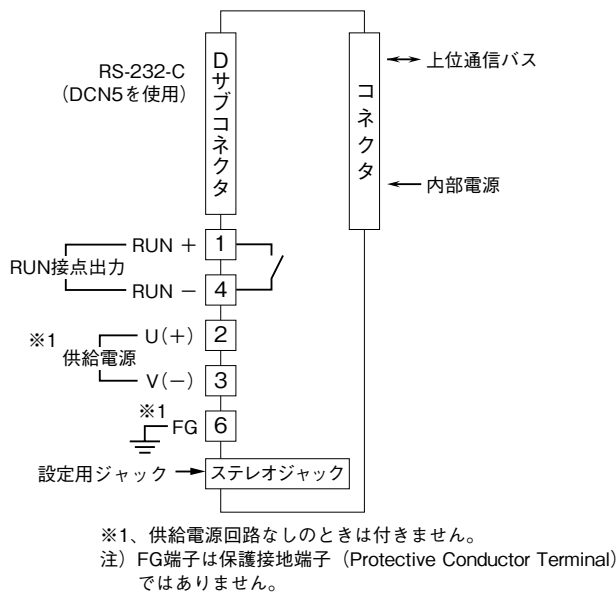 RS-232-C
（DCN5を使用）
Dサブコネクタ
コネクタ
上位通信バス
内部電源
RUN接点出力
RUN ＋ 1
RUN － 4
※1 供給電源
U（＋） 2
V（－） 3
※1
FG 6
設定用ジャック ステレオジャック
※1、供給電源回路なしのときは付きません。
注）FG端子は保護接地端子（Protective Conductor Terminal）
ではありません。